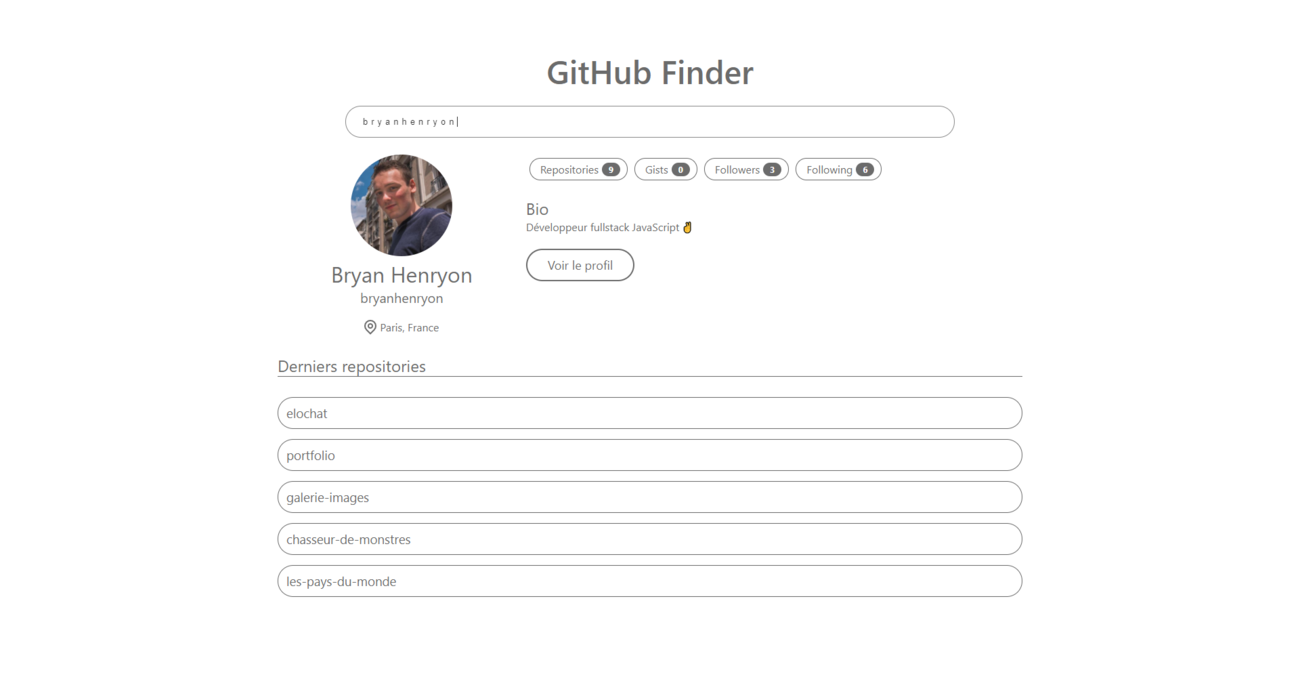 GitHub Finder
bryanhenryon
Repositories 9 Gists 0 Followers 3 Following 6
Bio
Développeur fullstack JavaScript ✌
Voir le profil
Bryan Henryon
bryanhenryon
Paris, France
Derniers repositories
elochat
portfolio
galerie-images
chasseur-de-monstres
les-pays-du-monde